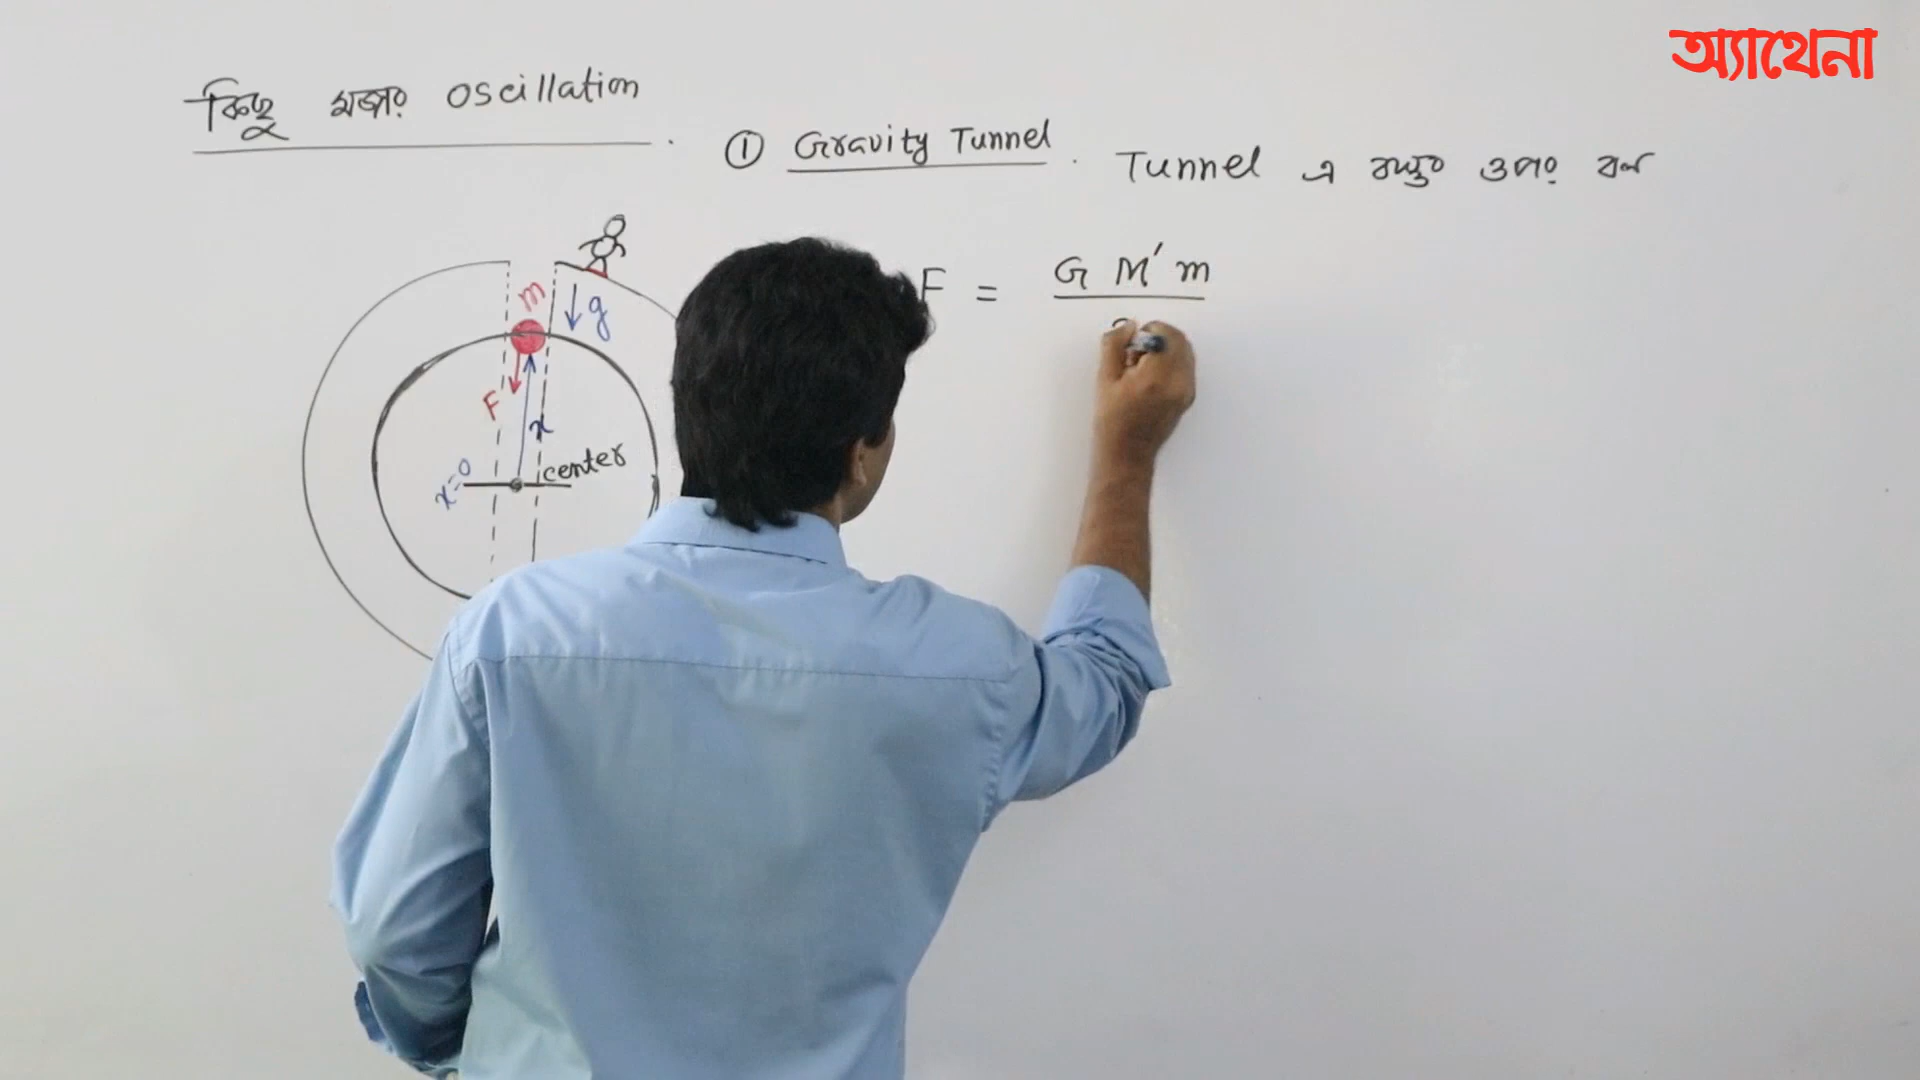 অ্যাথেনা
কিছু মজার oscillation
① Gravity Tunnel. Tunnel এ বস্তুর ওপর বল
F = G M′ m
m
g
F
x
x=0
center